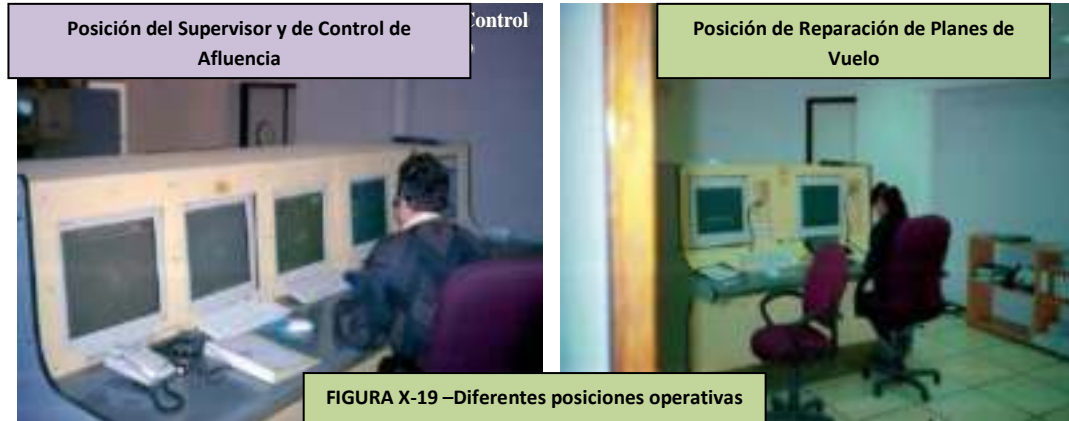 Posición del Supervisor y de Control de
Afluencia
Control
Posición de Reparación de Planes de
Vuelo
FIGURA X-19 –Diferentes posiciones operativas